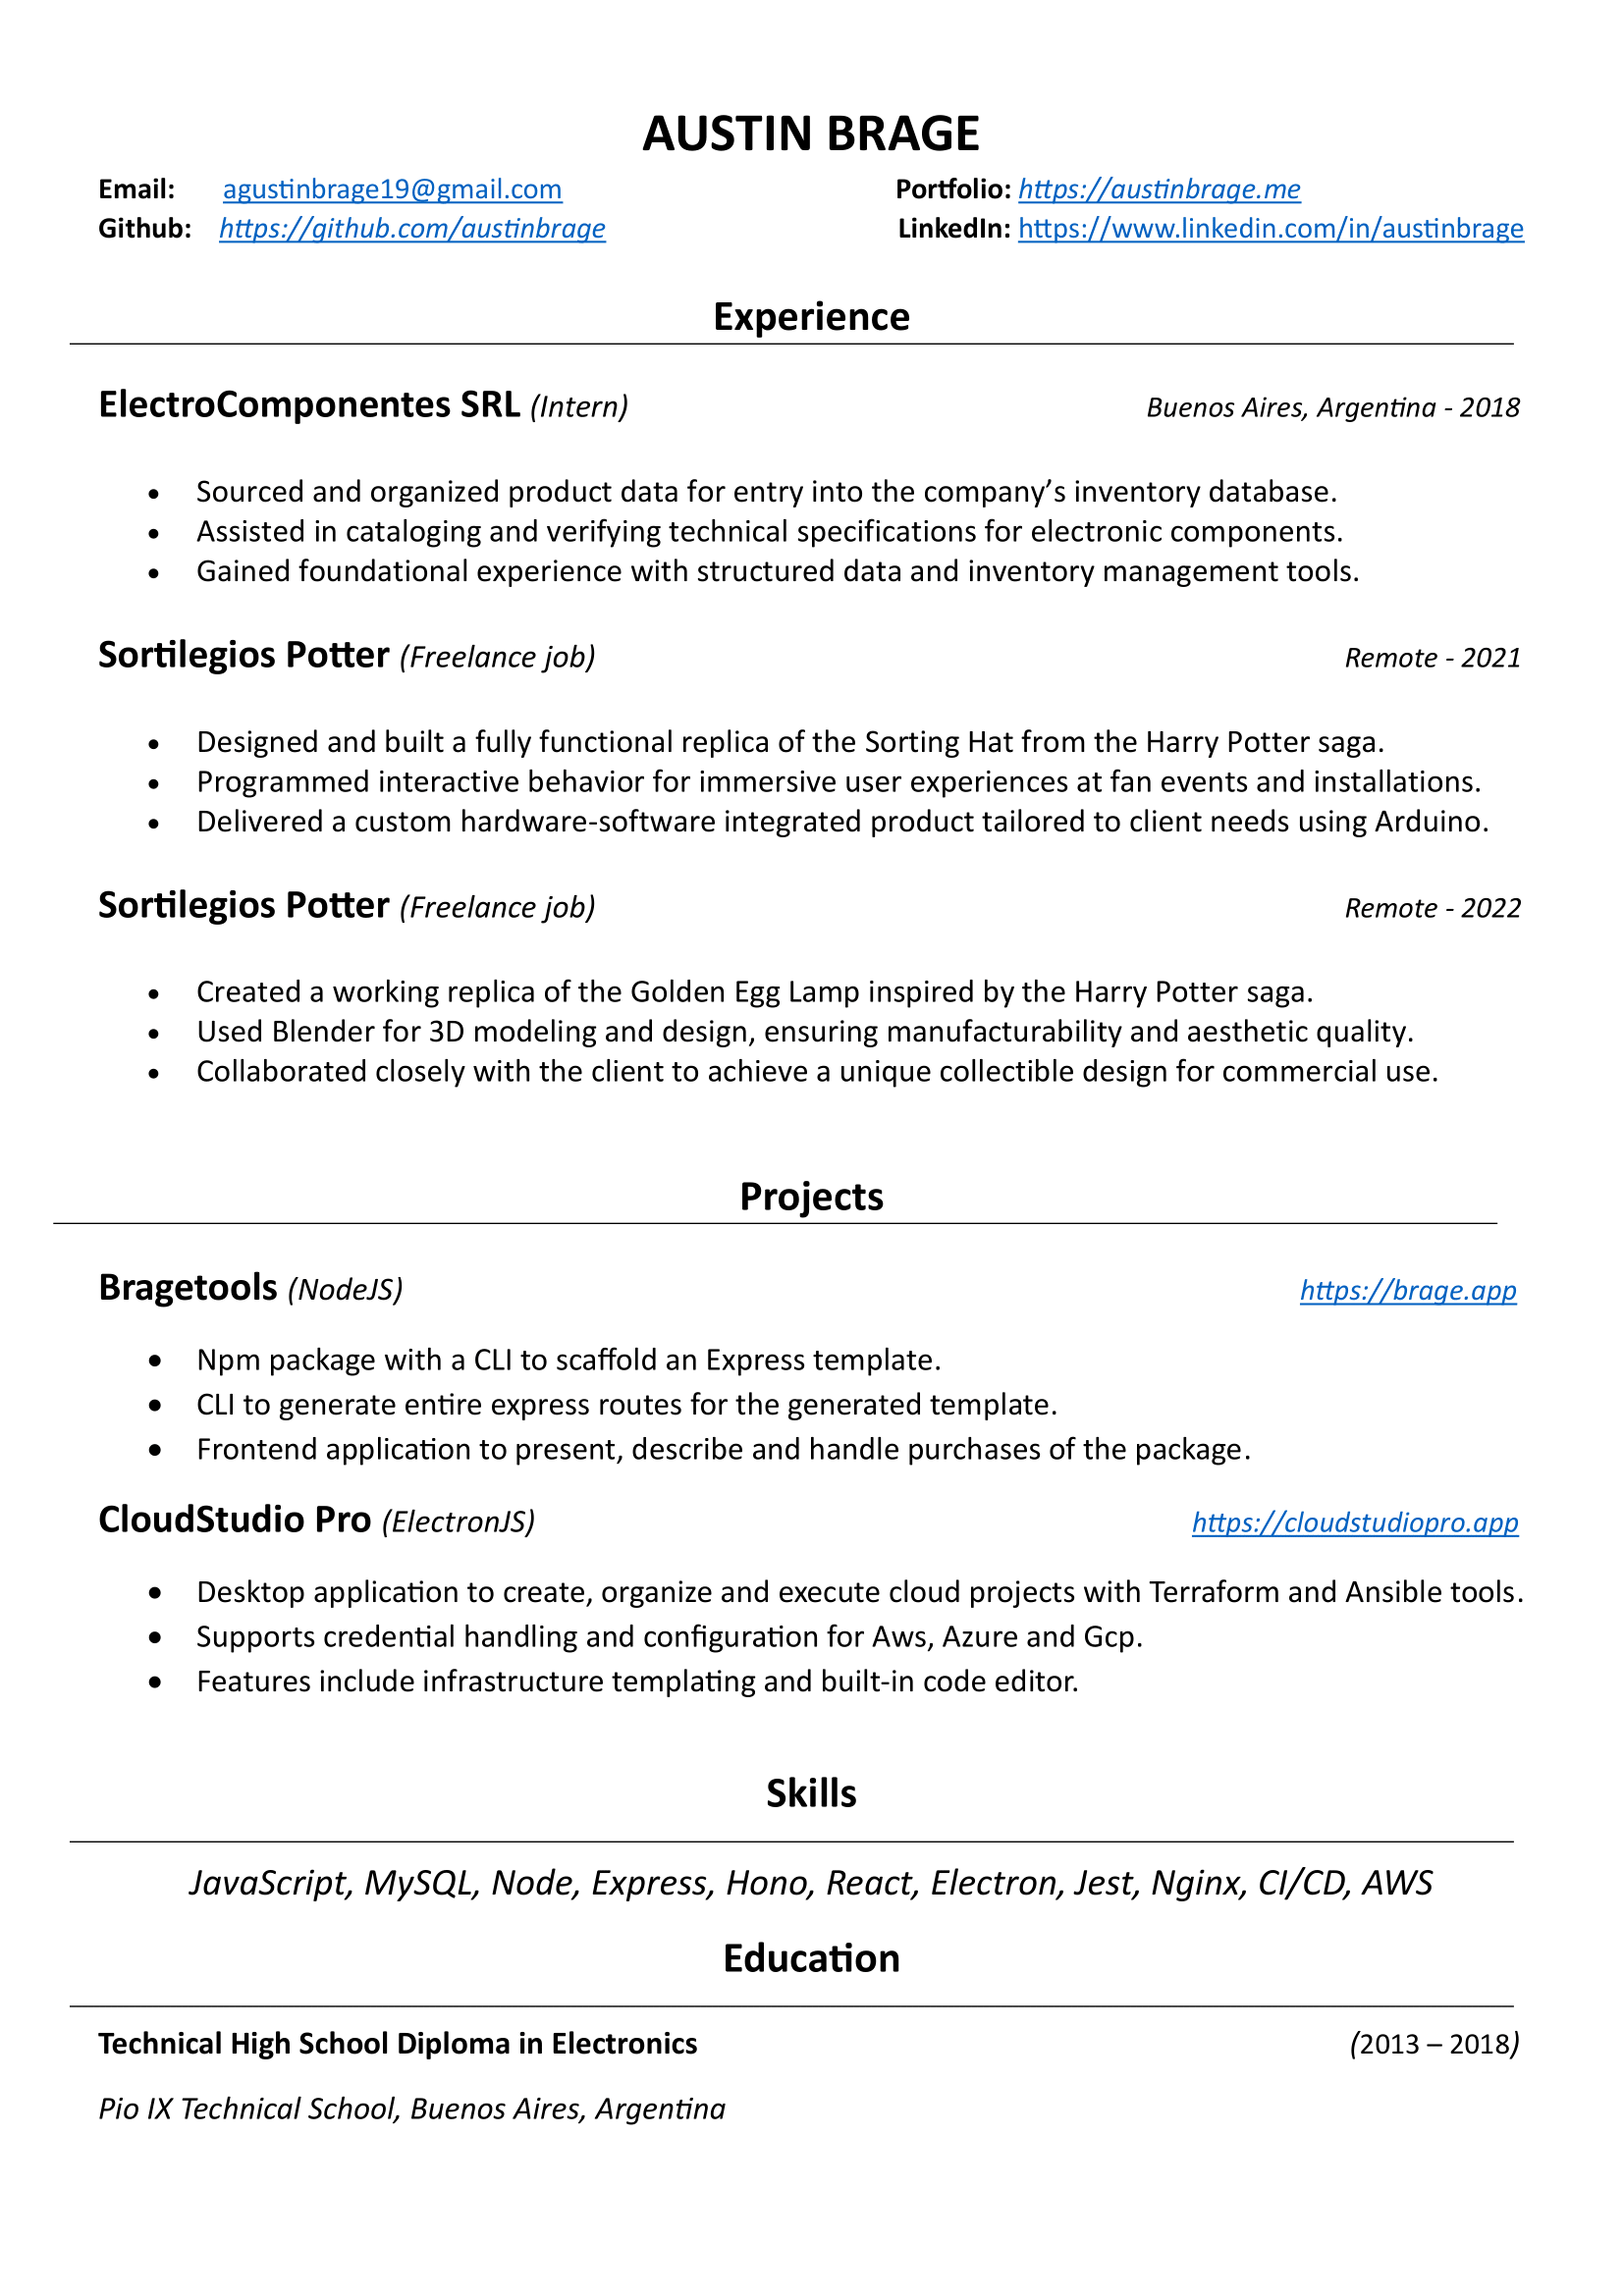 AUSTIN BRAGE
Email: agustinbrage19@gmail.com Portfolio: https://austinbrage.me
Github: https://github.com/austinbrage LinkedIn: https://www.linkedin.com/in/austinbrage
Experience
ElectroComponentes SRL (Intern) Buenos Aires, Argentina - 2018
• Sourced and organized product data for entry into the company’s inventory database.
• Assisted in cataloging and verifying technical specifications for electronic components.
• Gained foundational experience with structured data and inventory management tools.
Sortilegios Potter (Freelance job) Remote - 2021
• Designed and built a fully functional replica of the Sorting Hat from the Harry Potter saga.
• Programmed interactive behavior for immersive user experiences at fan events and installations.
• Delivered a custom hardware-software integrated product tailored to client needs using Arduino.
Sortilegios Potter (Freelance job) Remote - 2022
• Created a working replica of the Golden Egg Lamp inspired by the Harry Potter saga.
• Used Blender for 3D modeling and design, ensuring manufacturability and aesthetic quality.
• Collaborated closely with the client to achieve a unique collectible design for commercial use.
Projects
Bragetools (NodeJS) https://brage.app
• Npm package with a CLI to scaffold an Express template.
• CLI to generate entire express routes for the generated template.
• Frontend application to present, describe and handle purchases of the package.
CloudStudio Pro (ElectronJS) https://cloudstudiopro.app
• Desktop application to create, organize and execute cloud projects with Terraform and Ansible tools.
• Supports credential handling and configuration for Aws, Azure and Gcp.
• Features include infrastructure templating and built-in code editor.
Skills
JavaScript, MySQL, Node, Express, Hono, React, Electron, Jest, Nginx, CI/CD, AWS
Education
Technical High School Diploma in Electronics (2013 – 2018)
Pio IX Technical School, Buenos Aires, Argentina